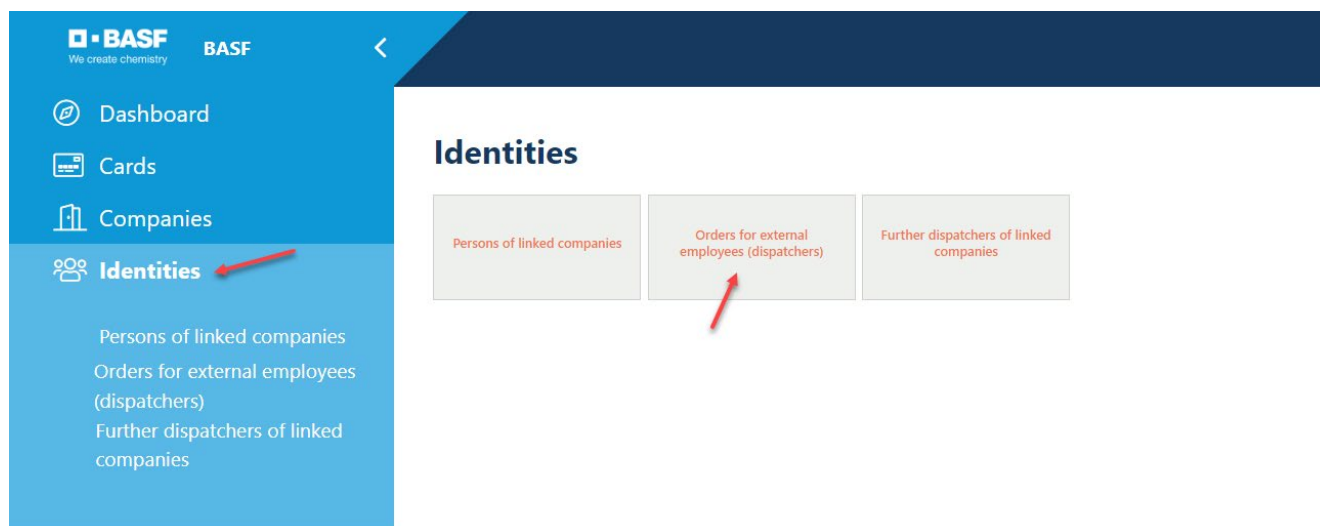 BASF
We create chemistry
BASF
Dashboard
Cards
Companies
Identities
Persons of linked companies
Orders for external employees
(dispatchers)
Further dispatchers of linked
companies
Identities
Persons of linked companies
Orders for external
employees (dispatchers)
Further dispatchers of linked
companies